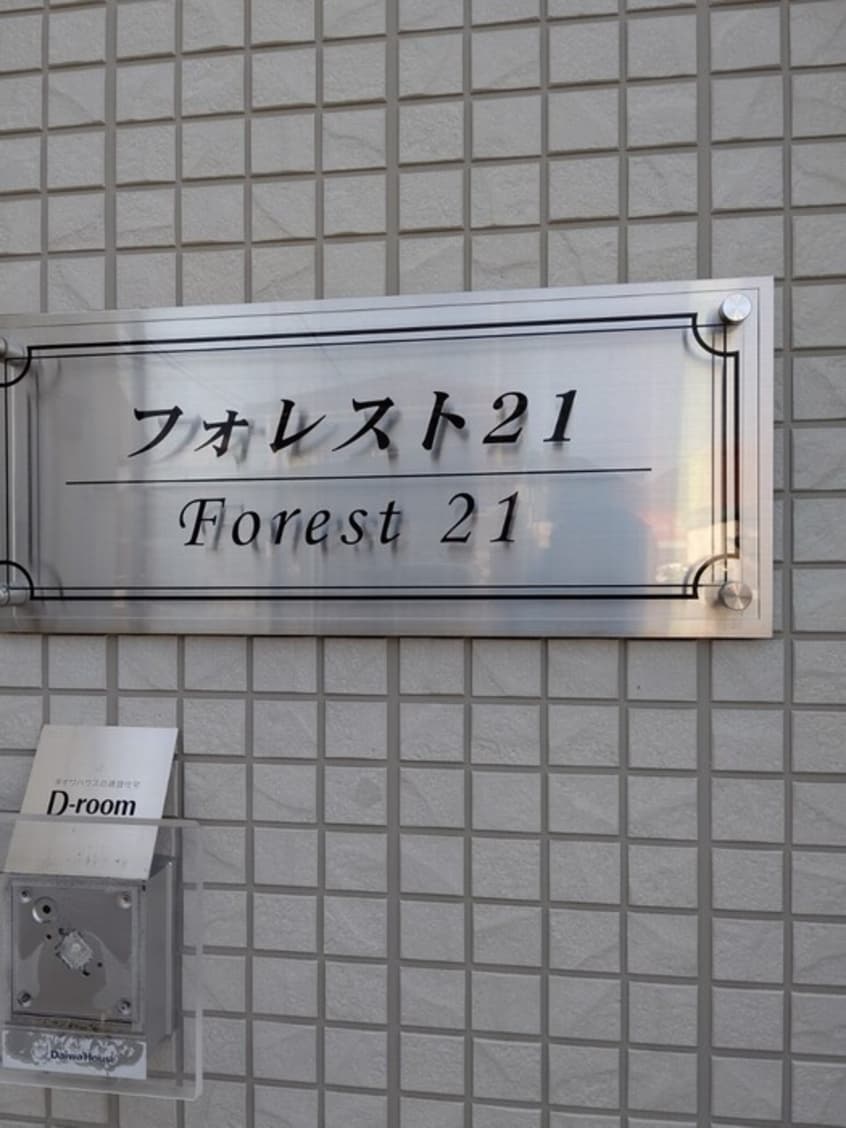 フォレスト21
Forest 21
ダイワハウスの賃貸住宅
D-room
DaiwaHouse